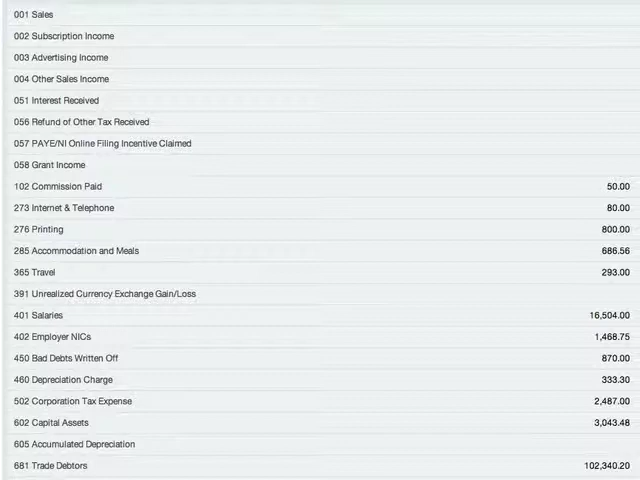 001 Sales
002 Subscription Income
003 Advertising Income
004 Other Sales Income
051 Interest Received
056 Refund of Other Tax Received
057 PAYE/NI Online Filing Incentive Claimed
058 Grant Income
102 Commission Paid 50.00
273 Internet & Telephone 80.00
276 Printing 800.00
285 Accommodation and Meals 686.56
365 Travel 293.00
391 Unrealized Currency Exchange Gain/Loss
401 Salaries 16,504.00
402 Employer NICs 1,468.75
450 Bad Debts Written Off 870.00
460 Depreciation Charge 333.30
502 Corporation Tax Expense 2,487.00
602 Capital Assets 3,043.48
605 Accumulated Depreciation
681 Trade Debtors 102,340.20